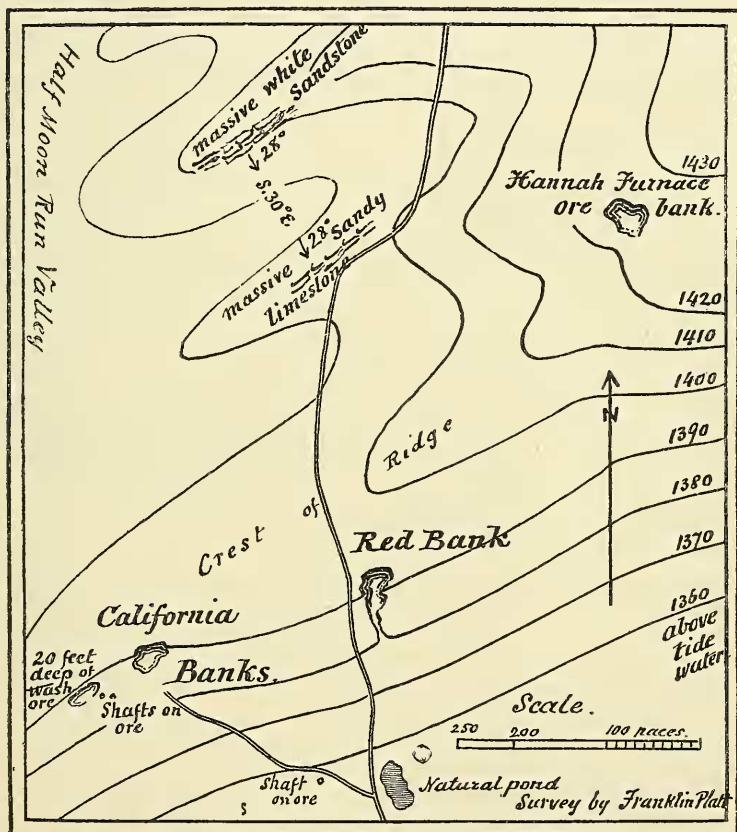 Half Moon Run Valley
massive white
Sandstone
28°
S.30°E.
28°
massive Sandy
limestone
Hannah Furnace
ore bank.
1430
1420
1410
1400
1390
1380
1370
1360
above
tide
water
N
Crest of Ridge
Red Bank
California
Banks.
20 feet
deep of
wash
ore
Shafts on
ore
Shaft
on ore
S
Natural pond
Scale.
250 200 100 paces.
Survey by Franklin Platt